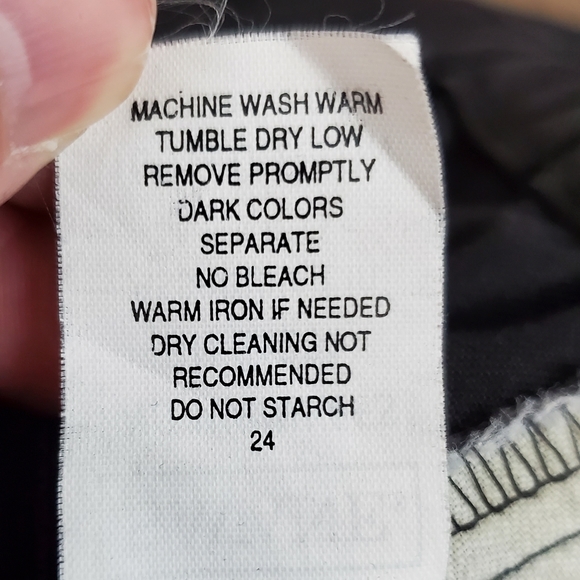 MACHINE WASH WARM
TUMBLE DRY LOW
REMOVE PROMPTLY
DARK COLORS
SEPARATE
NO BLEACH
WARM IRON IF NEEDED
DRY CLEANING NOT
RECOMMENDED
DO NOT STARCH
24